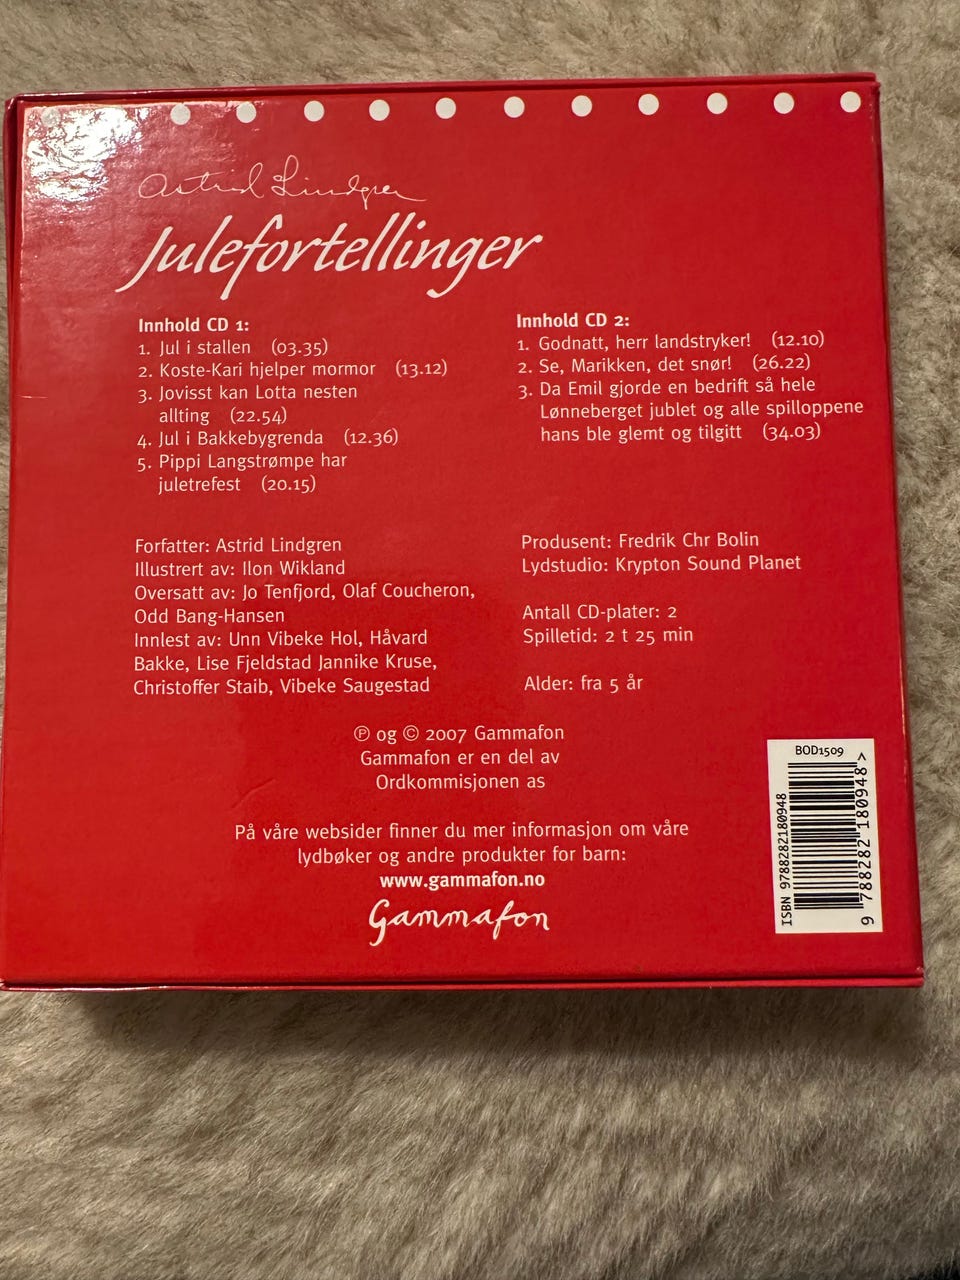 Astrid Lindgren
Julefortellinger
Innhold CD 1:
1. Jul i stallen (03.35)
2. Koste-Kari hjelper mormor (13.12)
3. Jovisst kan Lotta nesten
allting (22.54)
4. Jul i Bakkebygrenda (12.36)
5. Pippi Langstrømpe har
juletrefest (20.15)
Innhold CD 2:
1. Godnatt, herr landstryker! (12.10)
2. Se, Marikken, det snør! (26.22)
3. Da Emil gjorde en bedrift så hele
Lønneberget jublet og alle spilloppene
hans ble glemt og tilgitt (34.03)
Forfatter: Astrid Lindgren
Illustrert av: Ilon Wikland
Oversatt av: Jo Tenfjord, Olaf Coucheron,
Odd Bang-Hansen
Innlest av: Unn Vibeke Hol, Håvard
Bakke, Lise Fjeldstad Jannike Kruse,
Christoffer Staib, Vibeke Saugestad
Produsent: Fredrik Chr Bolin
Lydstudio: Krypton Sound Planet
Antall CD-plater: 2
Spilletid: 2 t 25 min
Alder: fra 5 år
℗ og © 2007 Gammafon
Gammafon er en del av
Ordkommisjonen as
På våre websider finner du mer informasjon om våre
lydbøker og andre produkter for barn:
www.gammafon.no
Gammafon
BOD1509
ISBN 9788282180948
9 788282 180948 >